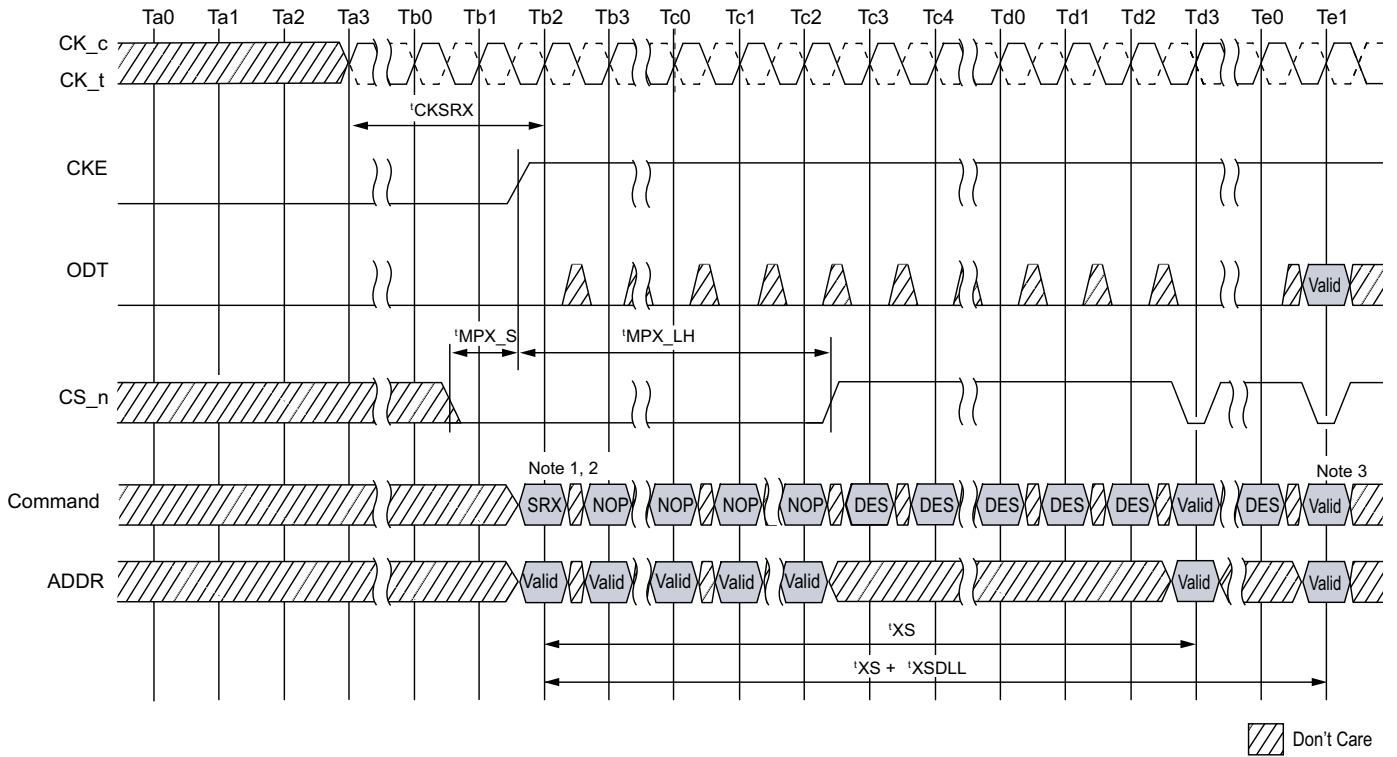 Ta0 Ta1 Ta2 Ta3 Tb0 Tb1 Tb2 Tb3 Tc0 Tc1 Tc2 Tc3 Tc4 Td0 Td1 Td2 Td3 Te0 Te1
CK_c
CK_t
tCKSRX
CKE
ODT
Valid
tMPX_S tMPX_LH
CS_n
Note 1, 2 Note 3
Command SRX NOP NOP NOP NOP DES DES DES DES DES Valid DES Valid
ADDR Valid Valid Valid Valid Valid Valid Valid
tXS
tXS + tXSDLL
Don't Care